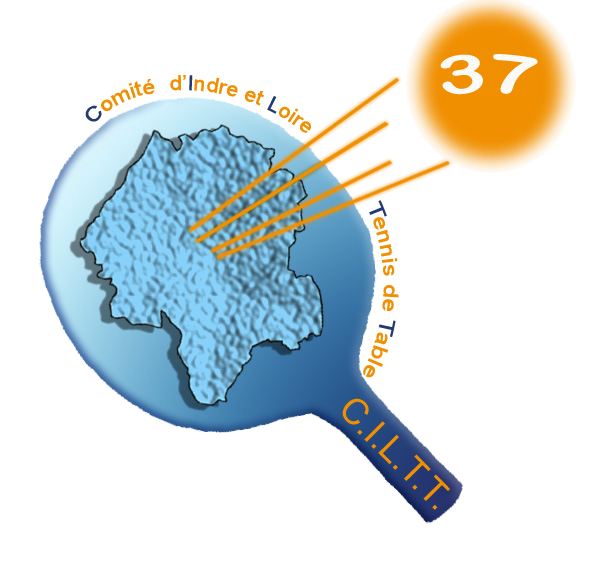 37
Comité d'Indre et Loire
Tennis de Table
C.I.L.T.T.